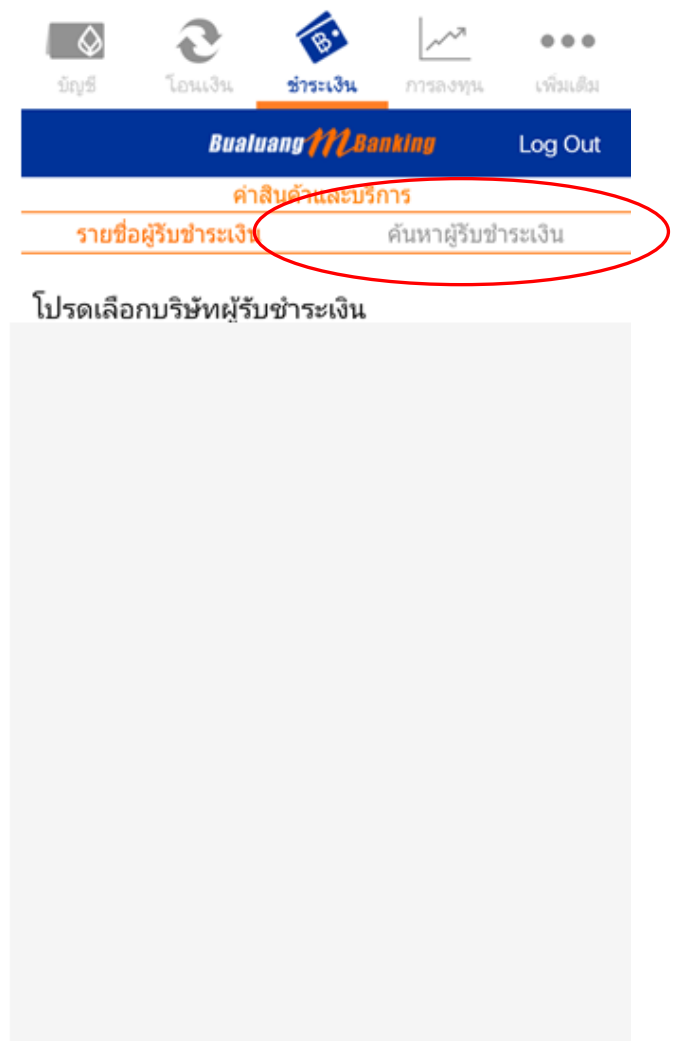 บัญชี โอนเงิน ชำระเงิน การลงทุน เพิ่มเติม
Bualuang mBanking Log Out
ค่าสินค้าและบริการ
รายชื่อผู้รับชำระเงิน ค้นหาผู้รับชำระเงิน
โปรดเลือกบริษัทผู้รับชำระเงิน